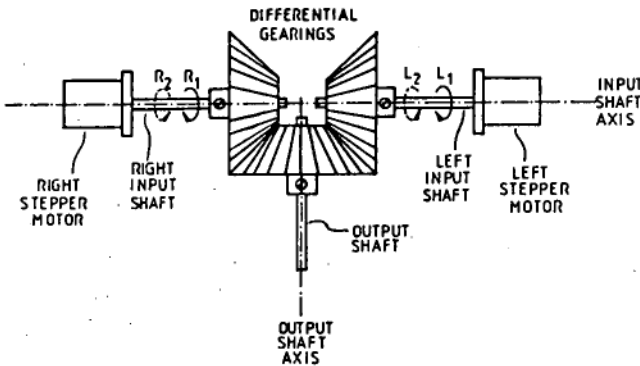 DIFFERENTIAL
GEARINGS
R2
R1
L2
L1
INPUT
SHAFT
AXIS
RIGHT
STEPPER
MOTOR
RIGHT
INPUT
SHAFT
LEFT
INPUT
SHAFT
LEFT
STEPPER
MOTOR
OUTPUT
SHAFT
OUTPUT
SHAFT
AXIS